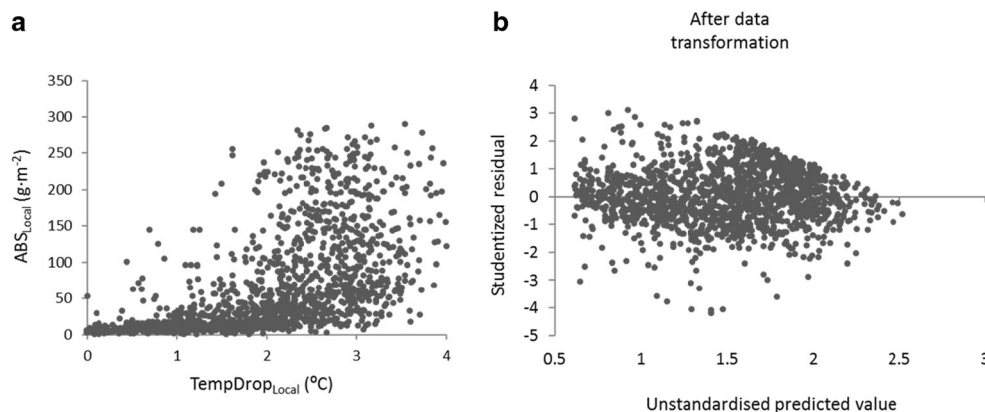 a
350
300
250
200
150
100
50
0
0 1 2 3 4
ABSLocal (g·m-2)
TempDropLocal (ºC)
b
After data
transformation
4
3
2
1
0
-1
-2
-3
-4
-5
0.5 1 1.5 2 2.5 3
Studentized residual
Unstandardised predicted value